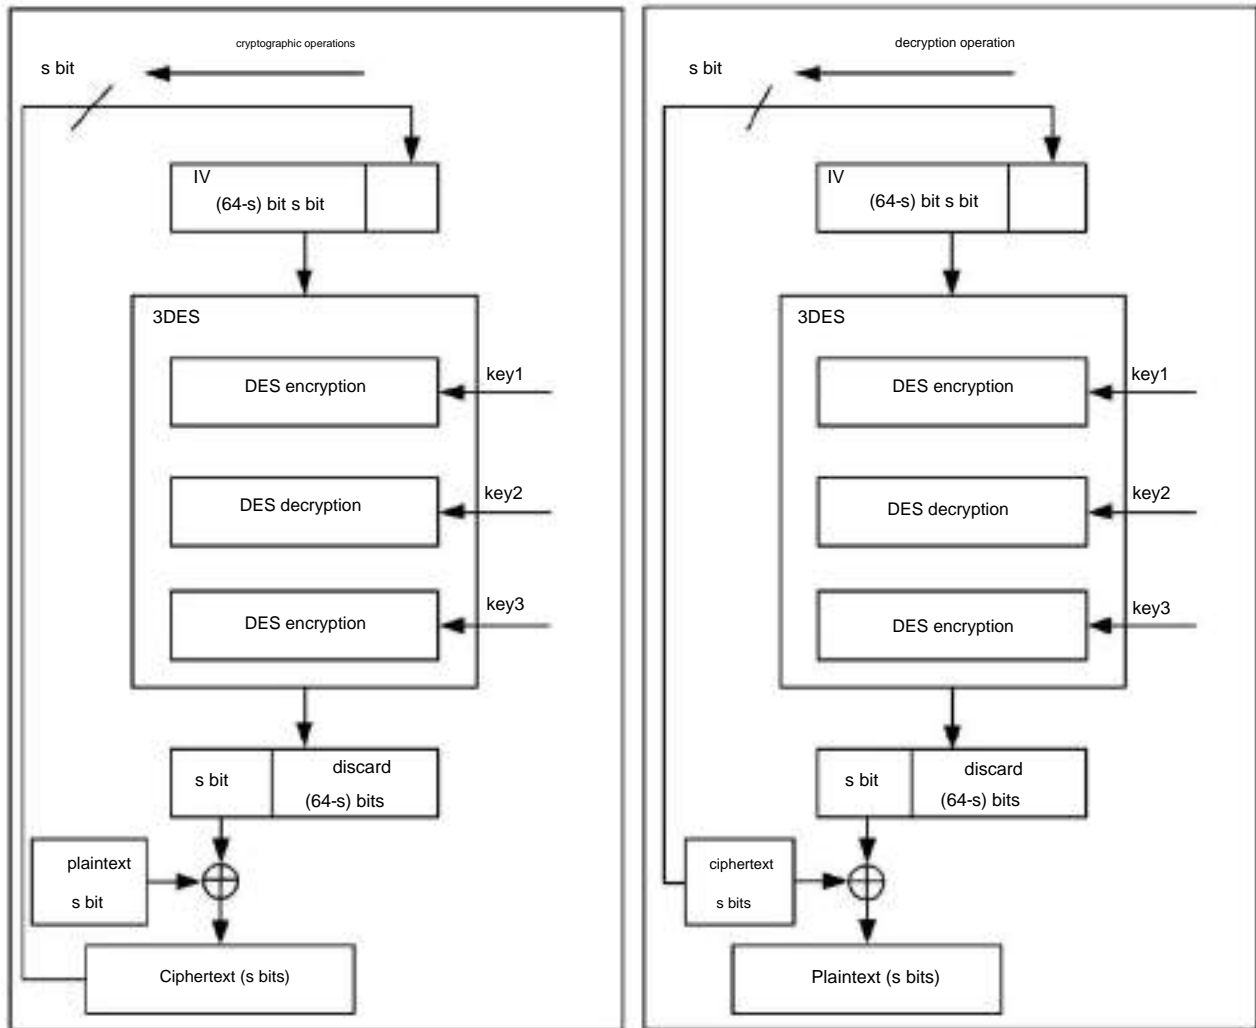 cryptographic operations
s bit
IV
(64-s) bit s bit
3DES
DES encryption
key1
DES decryption
key2
DES encryption
key3
s bit
discard
(64-s) bits
plaintext
s bit
Ciphertext (s bits)
decryption operation
s bit
IV
(64-s) bit s bit
3DES
DES encryption
key1
DES decryption
key2
DES encryption
key3
s bit
discard
(64-s) bits
ciphertext
s bits
Plaintext (s bits)